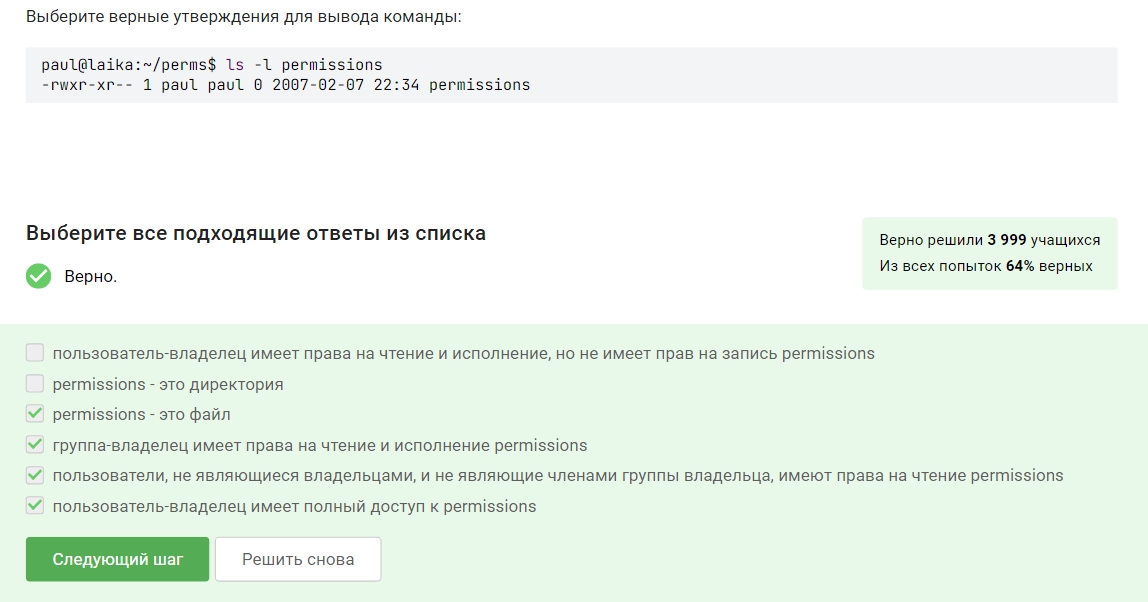 Выберите верные утверждения для вывода команды:
paul@laika:~/perms$ ls -l permissions
-rwxr-xr-- 1 paul paul 0 2007-02-07 22:34 permissions
Выберите все подходящие ответы из списка
Верно.
Верно решили 3 999 учащихся
Из всех попыток 64% верных
пользователь-владелец имеет права на чтение и исполнение, но не имеет прав на запись permissions
permissions - это директория
permissions - это файл
группа-владелец имеет права на чтение и исполнение permissions
пользователи, не являющиеся владельцами, и не являющие членами группы владельца, имеют права на чтение permissions
пользователь-владелец имеет полный доступ к permissions
Следующий шаг
Решить снова